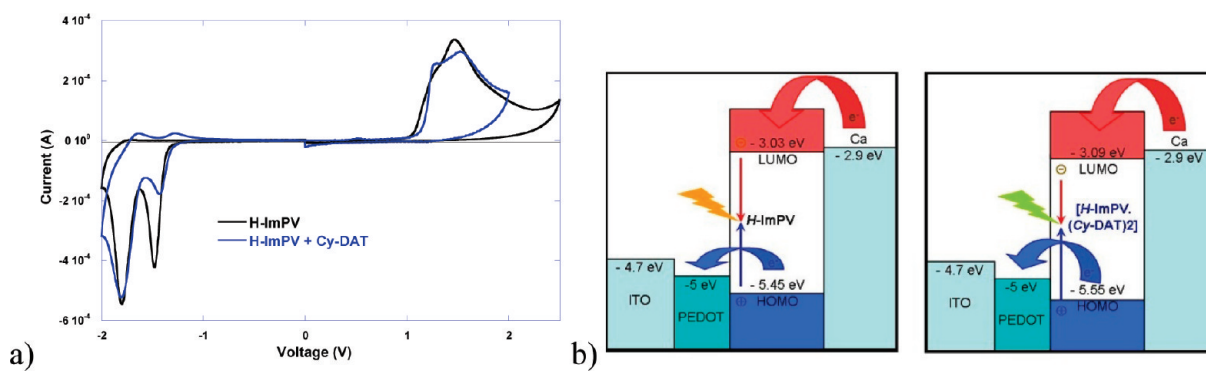 4 10⁻⁴
2 10⁻⁴
0 10⁰
-2 10⁻⁴
-4 10⁻⁴
-6 10⁻⁴
Current (A)
-2
-1
0
1
2
Voltage (V)
H-ImPV
H-ImPV + Cy-DAT
a)
e⁻
Ca
- 3.03 eV
LUMO
- 2.9 eV
H-ImPV
- 4.7 eV
-5 eV
- 5.45 eV
ITO
HOMO
PEDOT
b)
e⁻
Ca
- 3.09 eV
- 2.9 eV
LUMO
[H-ImPV.
(Cy-DAT)2]
- 4.7 eV
-5 eV
- 5.55 eV
ITO
HOMO
PEDOT